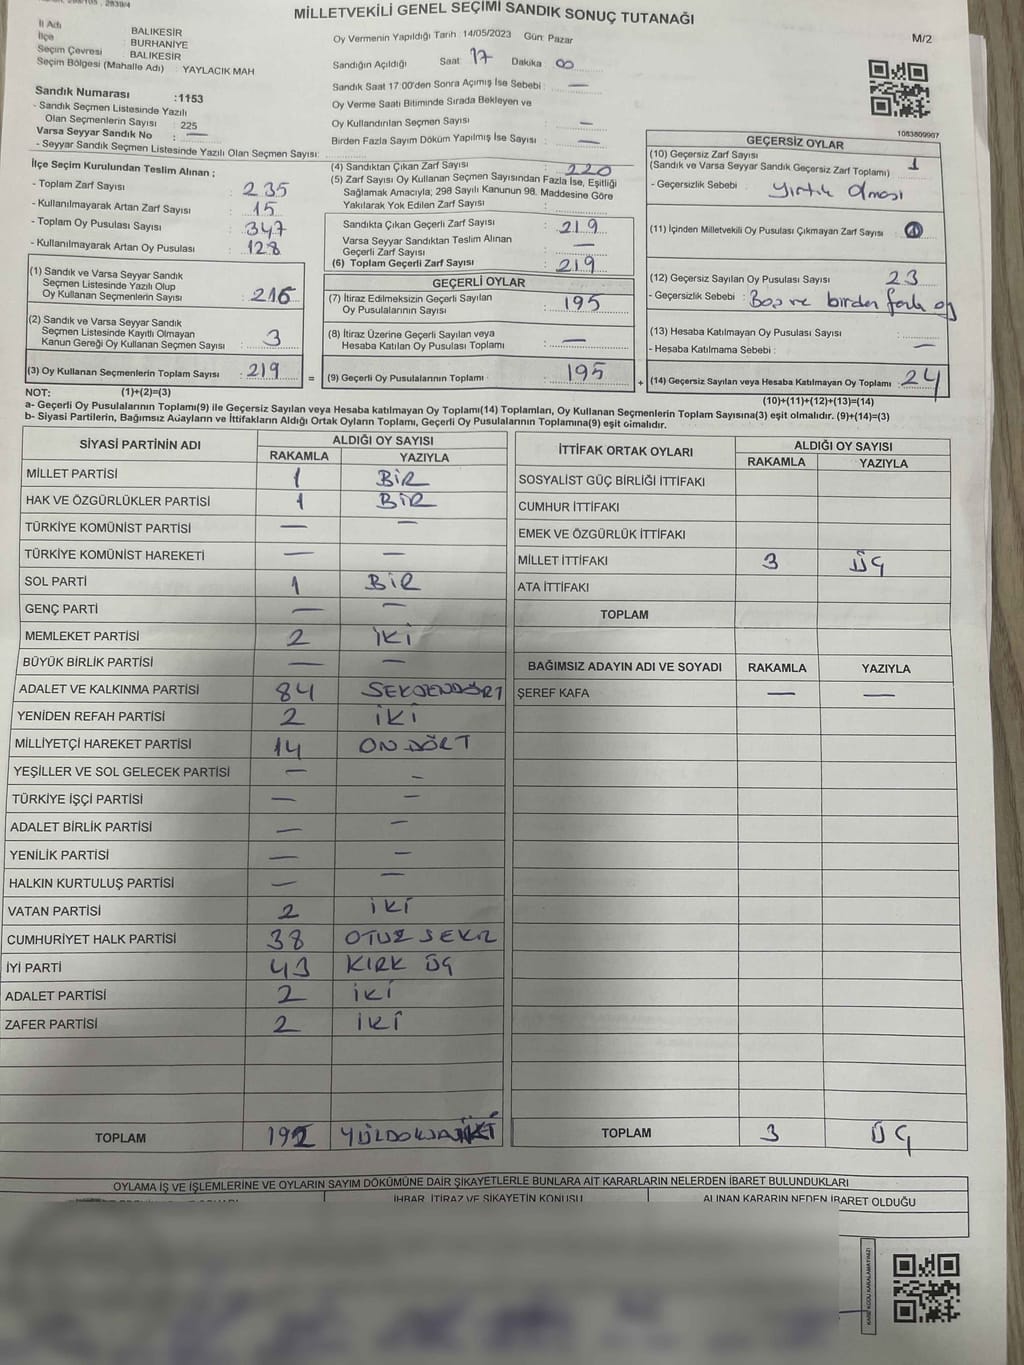 MİLLETVEKİLİ GENEL SEÇİMİ SANDIK SONUÇ TUTANAĞI
M/2
İl Adı BALIKESİR
İlçe BURHANİYE
Seçim Çevresi BALIKESİR
Seçim Bölgesi (Mahalle Adı) : YAYLACIK MAH
Oy Vermenin Yapıldığı Tarih :14/05/2023 Gün: Pazar
Sandığın Açıldığı Saat 17 Dakika : 00
Sandık Saat 17:00'den Sonra Açımış İse Sebebi : —
Oy Verme Saati Bitiminde Sırada Bekleyen ve
Oy Kullandırılan Seçmen Sayısı : —
Birden Fazla Sayım Döküm Yapılmış İse Sayısı : —
Sandık Numarası :1153
- Sandık Seçmen Listesinde Yazılı
Olan Seçmenlerin Sayısı : 225
Varsa Seyyar Sandık No : —
- Seyyar Sandık Seçmen Listesinde Yazılı Olan Seçmen Sayısı:
1083809907
İlçe Seçim Kurulundan Teslim Alınan ;
- Toplam Zarf Sayısı : 235
- Kullanılmayarak Artan Zarf Sayısı : 15
- Toplam Oy Pusulası Sayısı : 347
- Kullanılmayarak Artan Oy Pusulası : 128
(1) Sandık ve Varsa Seyyar Sandık
Seçmen Listesinde Yazılı Olup
Oy Kullanan Seçmenlerin Sayısı : 216
(2) Sandık ve Varsa Seyyar Sandık
Seçmen Listesinde Kayıtlı Olmayan
Kanun Gereği Oy Kullanan Seçmen Sayısı : 3
(3) Oy Kullanan Seçmenlerin Toplam Sayısı : 219 =
(4) Sandıktan Çıkan Zarf Sayısı : 220
(5) Zarf Sayısı Oy Kullanan Seçmen Sayısından Fazla İse, Eşitliği
Sağlamak Amacıyla; 298 Sayılı Kanunun 98. Maddesine Göre
Yakılarak Yok Edilen Zarf Sayısı :
Sandıkta Çıkan Geçerli Zarf Sayısı : 219
Varsa Seyyar Sandıktan Teslim Alınan
Geçerli Zarf Sayısı : —
(6) Toplam Geçerli Zarf Sayısı : 219
GEÇERLİ OYLAR
(7) İtiraz Edilmeksizin Geçerli Sayılan
Oy Pusulalarının Sayısı : 195
(8) İtiraz Üzerine Geçerli Sayılan veya
Hesaba Katılan Oy Pusulası Toplamı : —
(9) Geçerli Oy Pusulalarının Toplamı : 195 +
GEÇERSİZ OYLAR
(10) Geçersiz Zarf Sayısı
(Sandık ve Varsa Seyyar Sandık Geçersiz Zarf Toplamı) : 1
- Geçersizlik Sebebi : Yırtık Olması
(11) İçinden Milletvekili Oy Pusulası Çıkmayan Zarf Sayısı :
(12) Geçersiz Sayılan Oy Pusulası Sayısı : 23
- Geçersizlik Sebebi : Boş ve birden fazla oy
(13) Hesaba Katılmayan Oy Pusulası Sayısı : —
- Hesaba Katılmama Sebebi :
(14) Geçersiz Sayılan veya Hesaba Katılmayan Oy Toplamı : 24
NOT: (1)+(2)=(3)
(10)+(11)+(12)+(13)=(14)
a- Geçerli Oy Pusulalarının Toplamı(9) ile Geçersiz Sayılan veya Hesaba katılmayan Oy Toplamı(14) Toplamları, Oy Kullanan Seçmenlerin Toplam Sayısına(3) eşit olmalıdır. (9)+(14)=(3)
b- Siyasi Partilerin, Bağımsız Adayların ve İttifakların Aldığı Ortak Oyların Toplamı, Geçerli Oy Pusulalarının Toplamına(9) eşit olmalıdır.
SİYASİ PARTİNİN ADI ALDIĞI OY SAYISI
RAKAMLA YAZIYLA
MİLLET PARTİSİ 1 BİR
HAK VE ÖZGÜRLÜKLER PARTİSİ 1 BİR
TÜRKİYE KOMÜNİST PARTİSİ — —
TÜRKİYE KOMÜNİST HAREKETİ — —
SOL PARTİ 1 BİR
GENÇ PARTİ — —
MEMLEKET PARTİSİ 2 İKİ
BÜYÜK BİRLİK PARTİSİ — —
ADALET VE KALKINMA PARTİSİ 84 SEKSENDÖRT
YENİDEN REFAH PARTİSİ 2 İKİ
MİLLİYETÇİ HAREKET PARTİSİ 14 ON DÖRT
YEŞİLLER VE SOL GELECEK PARTİSİ — —
TÜRKİYE İŞÇİ PARTİSİ — —
ADALET BİRLİK PARTİSİ — —
YENİLİK PARTİSİ — —
HALKIN KURTULUŞ PARTİSİ — —
VATAN PARTİSİ 2 İKİ
CUMHURİYET HALK PARTİSİ 38 OTUZ SEKİZ
İYİ PARTİ 43 KIRK ÜÇ
ADALET PARTİSİ 2 İKİ
ZAFER PARTİSİ 2 İKİ
TOPLAM 192
İTTİFAK ORTAK OYLARI ALDIĞI OY SAYISI
RAKAMLA YAZIYLA
SOSYALİST GÜÇ BİRLİĞİ İTTİFAKI
CUMHUR İTTİFAKI
EMEK VE ÖZGÜRLÜK İTTİFAKI
MİLLET İTTİFAKI 3 ÜÇ
ATA İTTİFAKI
TOPLAM
BAĞIMSIZ ADAYIN ADI VE SOYADI RAKAMLA YAZIYLA
ŞEREF KAFA — —
TOPLAM 3 ÜÇ
OYLAMA İŞ VE İŞLEMLERİNE VE OYLARIN SAYIM DÖKÜMÜNE DAİR ŞİKAYETLERLE BUNLARA AİT KARARLARIN NELERDEN İBARET BULUNDUKLARI
İHBAR, İTİRAZ VE ŞİKAYETİN KONUSU
ALINAN KARARIN NEDEN İBARET OLDUĞU
KARE KODU KARALAMAYINIZ!